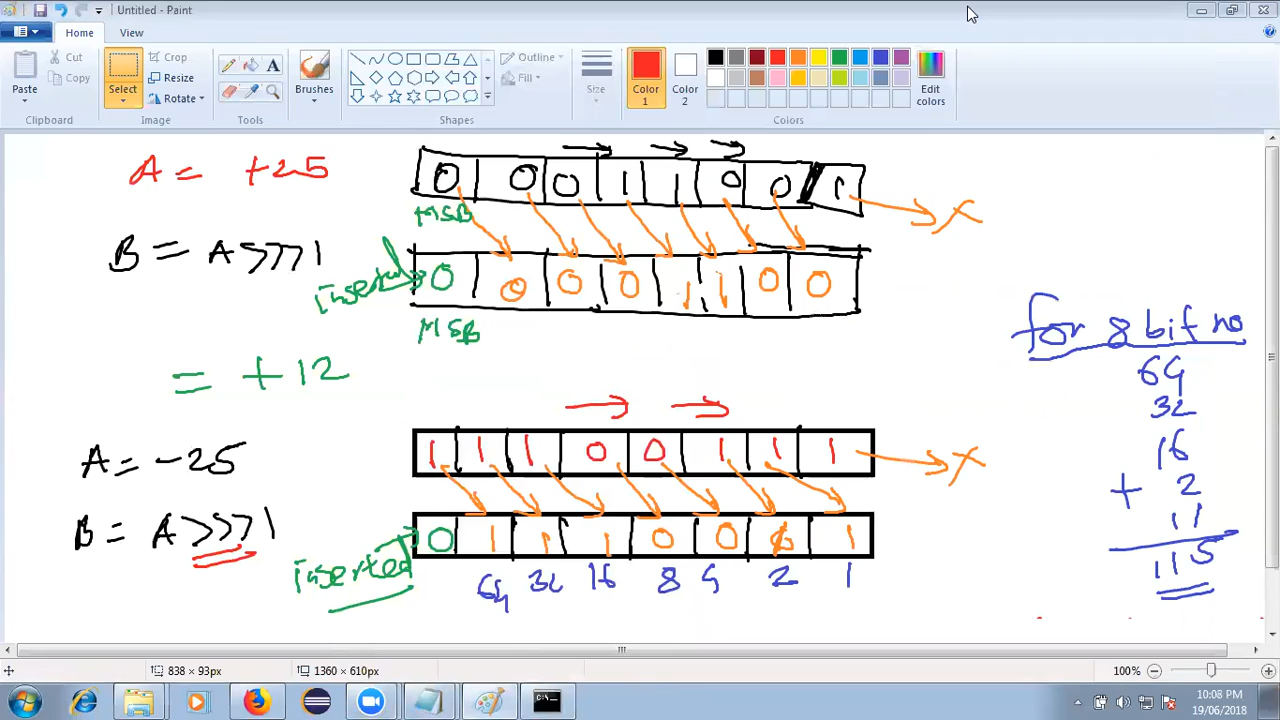 Untitled - Paint
Home View
Paste
Cut
Copy
Clipboard
Select
Crop
Resize
Rotate
Image
Tools
Brushes
Shapes
Outline
Fill
Size
Color 1
Color 2
Edit colors
Colors
A = +25
0 0 0 1 1 0 0 1 X
MSB
B = A >>> 1
inserted 0 0 0 0 1 1 0 0
MSB
= +12
for 8 bit no
64
32
16
+ 2
1
115
A = -25
1 1 1 0 0 1 1 1 X
B = A >>> 1
inserted 0 1 1 1 0 0 1 1
64 32 16 8 4 2 1
838 × 93px
1360 × 610px
100%
10:08 PM
19/06/2018